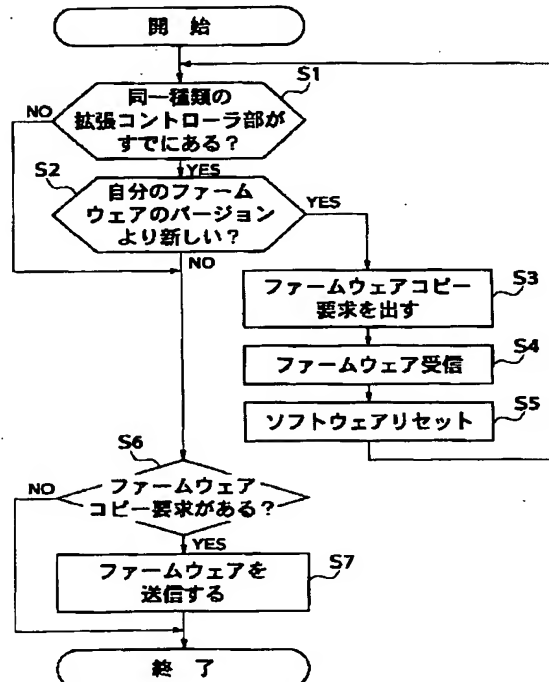 開 始
S1
同一種類の
拡張コントローラ部が
すでにある?
NO
YES
S2
自分のファーム
ウェアのバージョン
より新しい?
YES
NO
ファームウェアコピー
要求を出す
S3
ファームウェア受信
S4
ソフトウェアリセット
S5
S6
ファームウェア
コピー要求がある?
NO
YES
ファームウェアを
送信する
S7
終 了